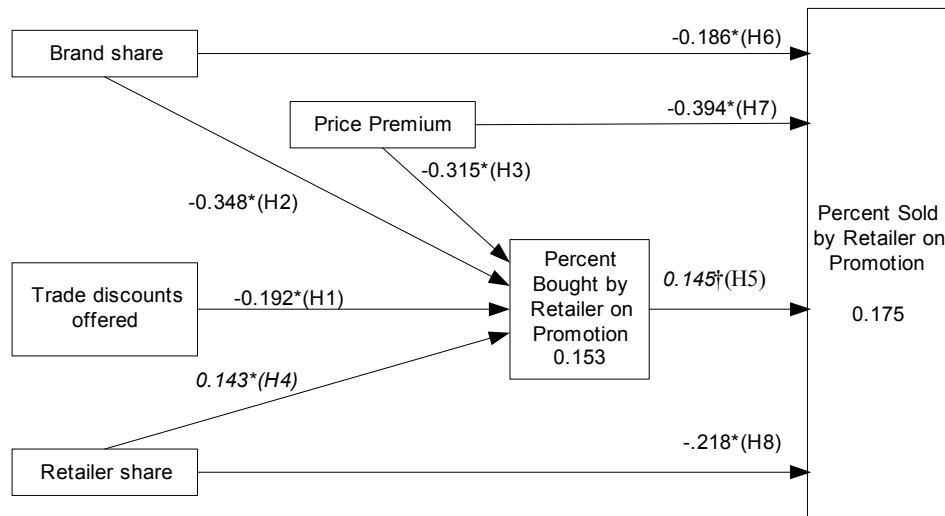 Brand share
-0.186*(H6)
Price Premium
-0.394*(H7)
-0.315*(H3)
-0.348*(H2)
Trade discounts
offered
-0.192*(H1)
Percent
Bought by
Retailer on
Promotion
0.153
0.145†(H5)
Percent Sold
by Retailer on
Promotion
0.175
0.143*(H4)
Retailer share
-.218*(H8)